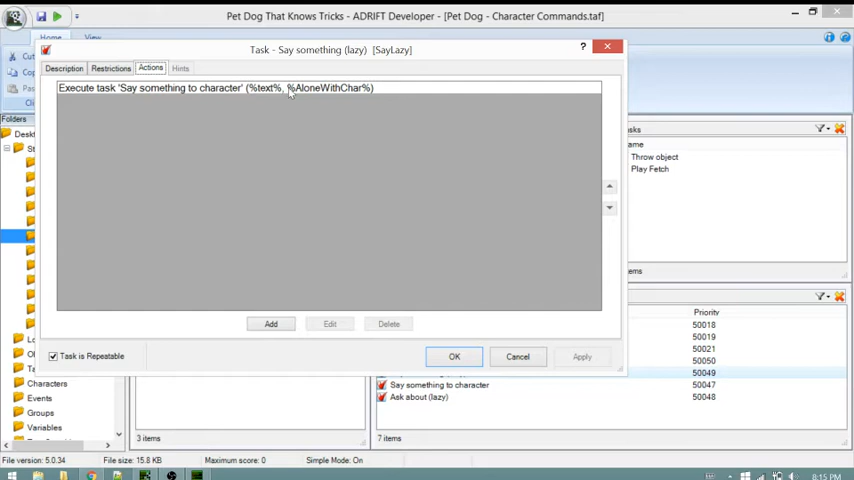 Pet Dog That Knows Tricks - ADRIFT Developer - [Pet Dog - Character Commands.taf]
Home View
Task - Say something (lazy) [SayLazy]
?
Description Restrictions Actions Hints
Execute task 'Say something to character' (%text%, %AloneWithChar%)
Folders
Throw object
Play Fetch
Add Edit Delete
Task is Repeatable
OK Cancel Apply
Priority
50018
50019
50021
50050
50049
Say something to character 50047
Ask about (lazy) 50048
Characters
Events
Groups
Variables
3 items
7 items
File version: 5.0.34 File size: 15.8 KB Maximum score: 0 Simple Mode: On
8:15 PM